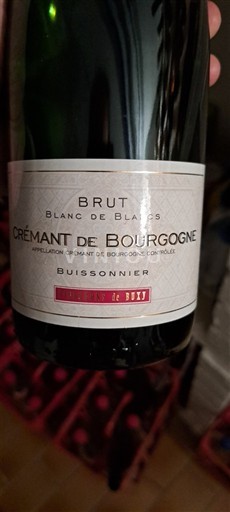 BRUT
BLANC DE BLANCS
CRÉMANT DE BOURGOGNE
APPELLATION CRÉMANT DE BOURGOGNE CONTRÔLÉE
BUISSONNIER
de BUXY